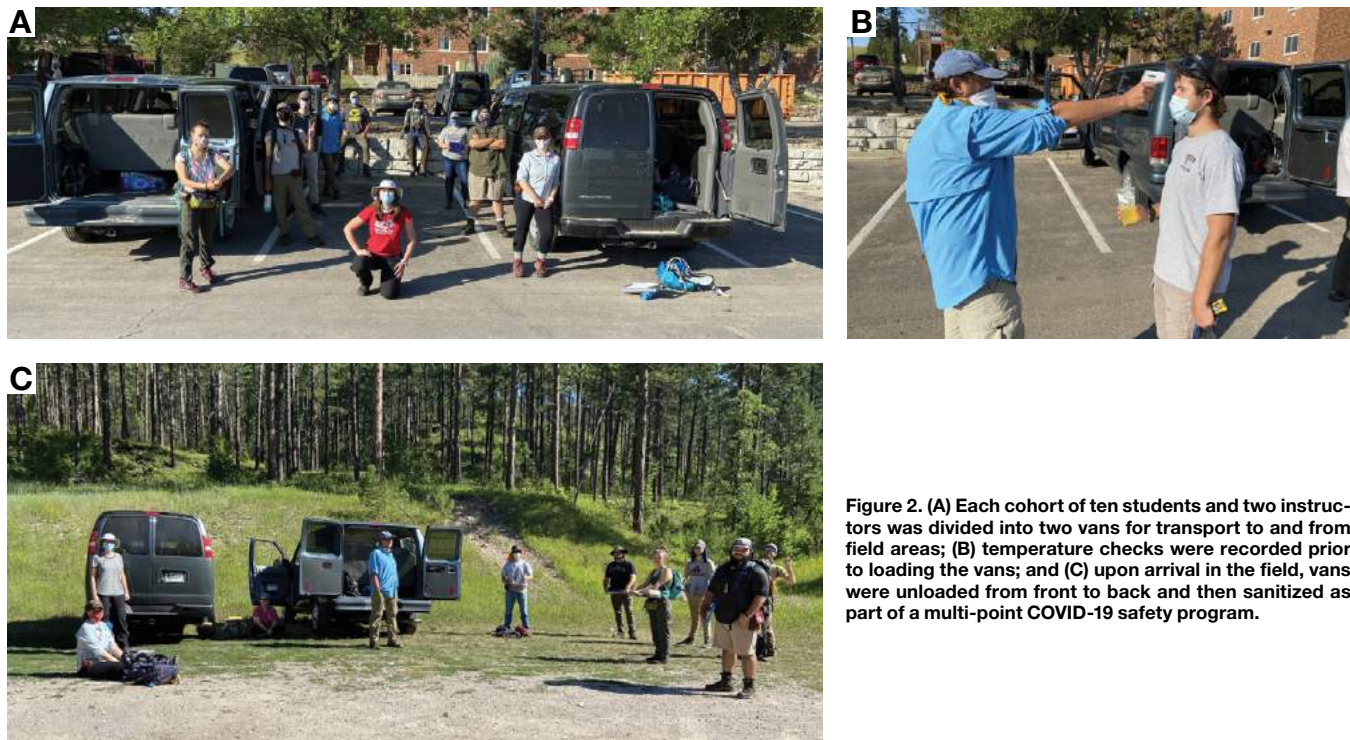 A
B
C
Figure 2. (A) Each cohort of ten students and two instruc-
tors was divided into two vans for transport to and from
field areas; (B) temperature checks were recorded prior
to loading the vans; and (C) upon arrival in the field, vans
were unloaded from front to back and then sanitized as
part of a multi-point COVID-19 safety program.